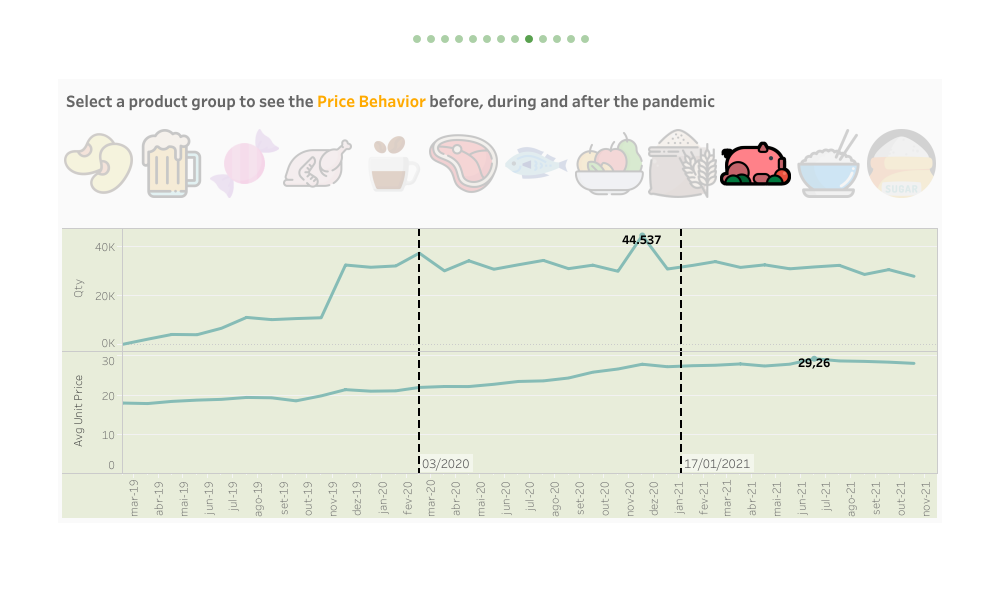 Select a product group to see the Price Behavior before, during and after the pandemic
SUGAR
Qty
40K
20K
0K
44.537
Avg Unit Price
30
20
10
0
29,26
03/2020
17/01/2021
mar-19
abr-19
mai-19
jun-19
jul-19
ago-19
set-19
out-19
nov-19
dez-19
jan-20
fev-20
mar-20
abr-20
mai-20
jun-20
jul-20
ago-20
set-20
out-20
nov-20
dez-20
jan-21
fev-21
mar-21
abr-21
mai-21
jun-21
jul-21
ago-21
set-21
out-21
nov-21